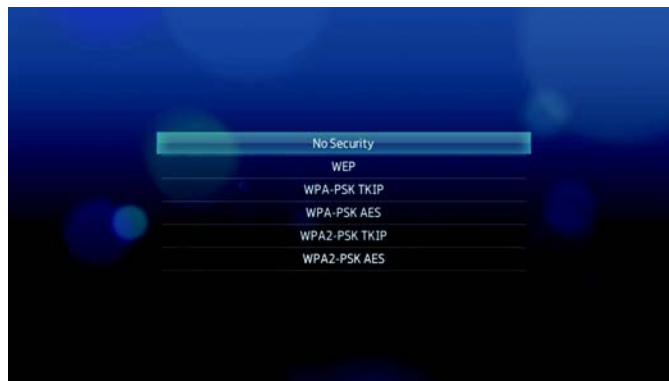 No Security
WEP
WPA-PSK TKIP
WPA-PSK AES
WPA2-PSK TKIP
WPA2-PSK AES